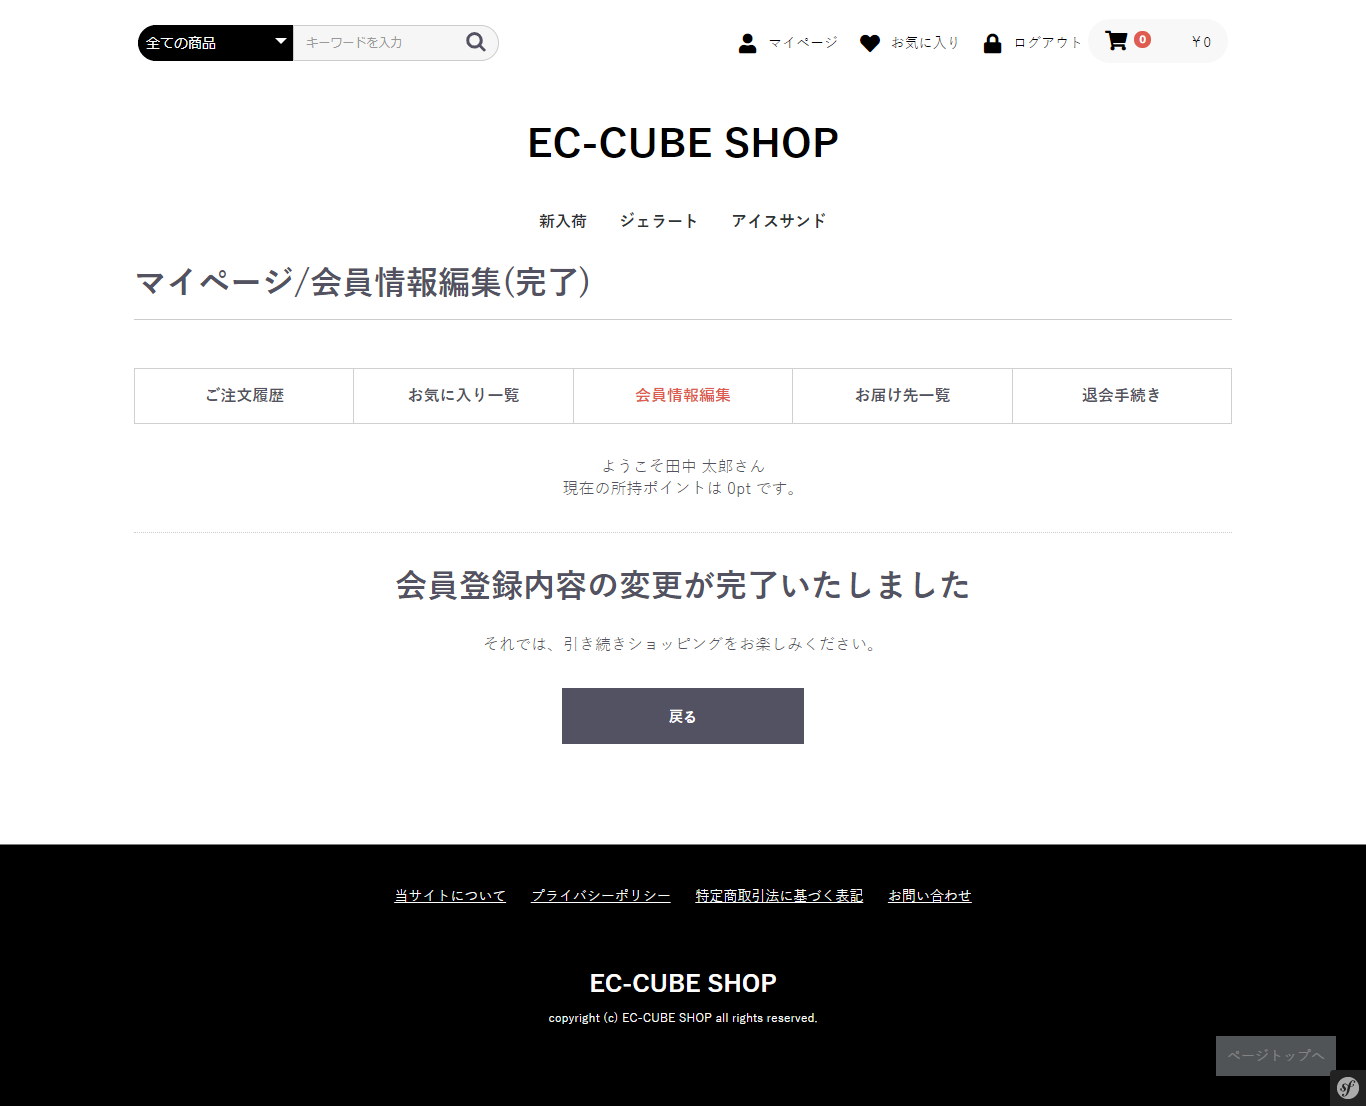 全ての商品
キーワードを入力
マイページ
お気に入り
ログアウト
0
￥0
EC-CUBE SHOP
新入荷
ジェラート
アイスサンド
マイページ/会員情報編集(完了)
ご注文履歴
お気に入り一覧
会員情報編集
お届け先一覧
退会手続き
ようこそ田中 太郎さん
現在の所持ポイントは 0pt です。
会員登録内容の変更が完了いたしました
それでは、引き続きショッピングをお楽しみください。
戻る
当サイトについて
プライバシーポリシー
特定商取引法に基づく表記
お問い合わせ
EC-CUBE SHOP
copyright (c) EC-CUBE SHOP all rights reserved.
ページトップへ
sf